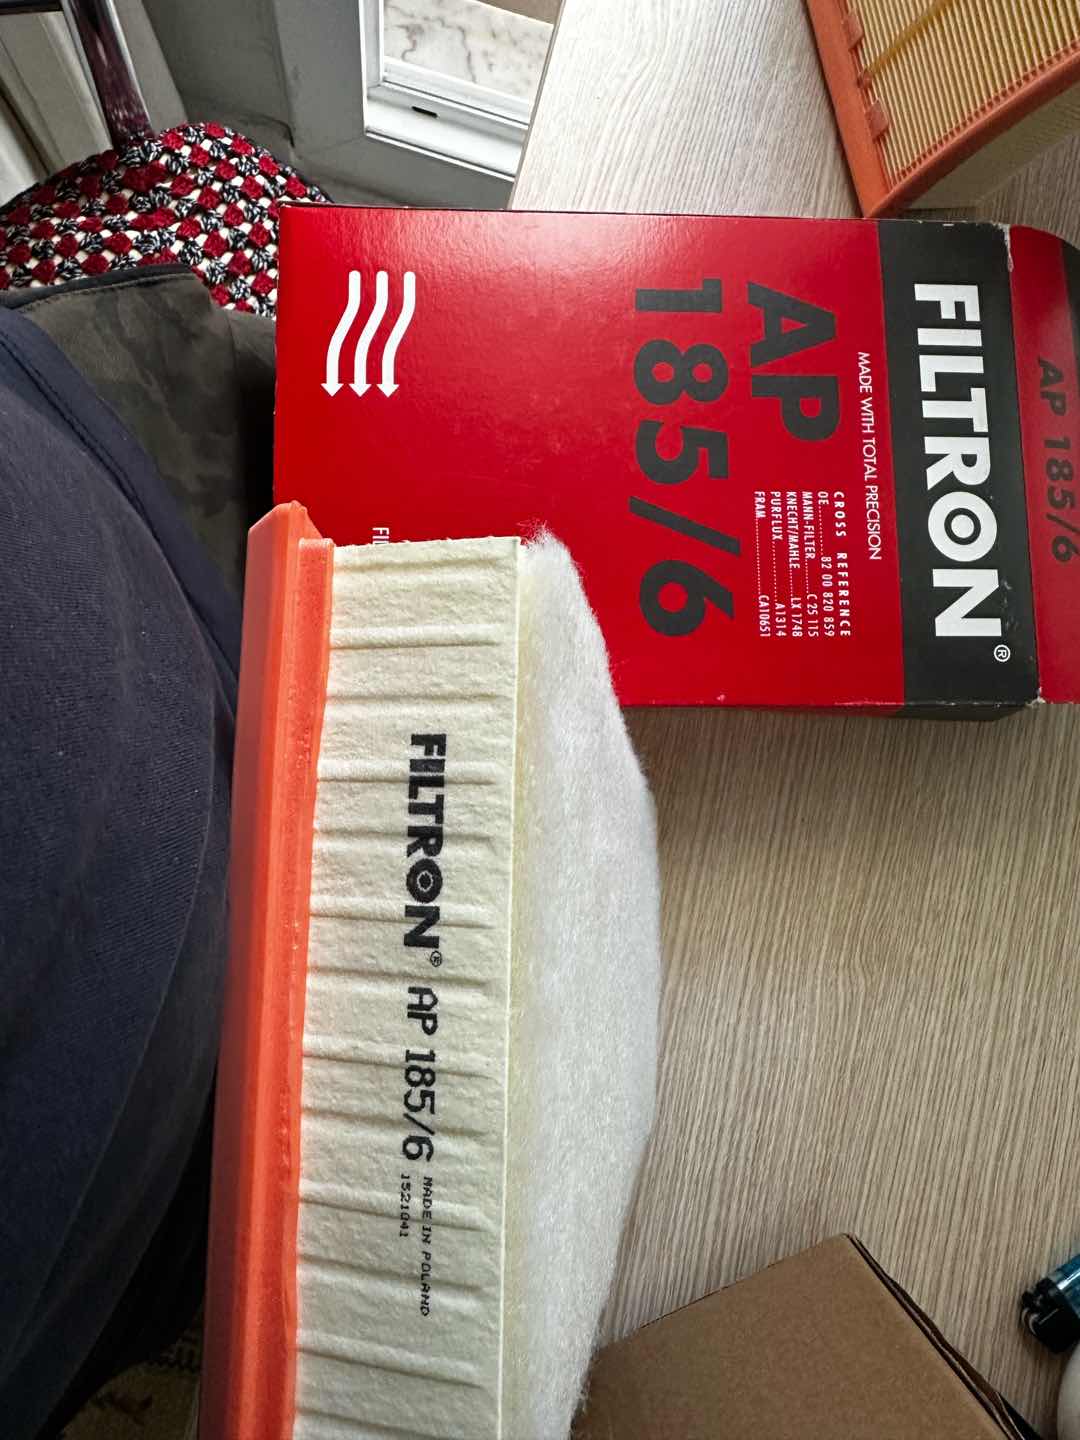 FILTRON®
MADE WITH TOTAL PRECISION
AP
185/6
CROSS REFERENCE
OE............82 00 820 859
MANN-FILTER......C 25 115
KNECHT/MAHLE......LX 1748
PURFLUX............A1314
FRAM............CA10651
AP 185/6
FILTRON® AP 185/6 MADE IN POLAND
1521041